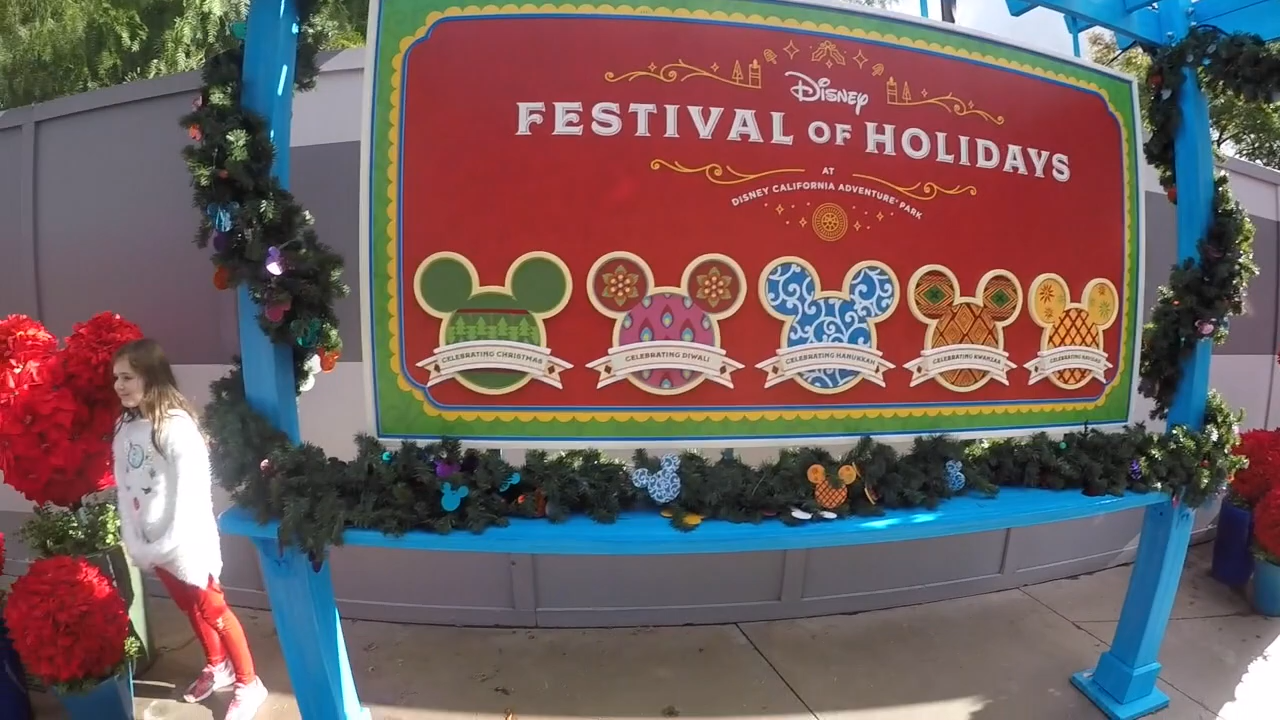 Disney
FESTIVAL OF HOLIDAYS
AT
DISNEY CALIFORNIA ADVENTURE® PARK
CELEBRATING CHRISTMAS
CELEBRATING DIWALI
CELEBRATING HANUKKAH
CELEBRATING KWANZAA
CELEBRATING NAVIDAD